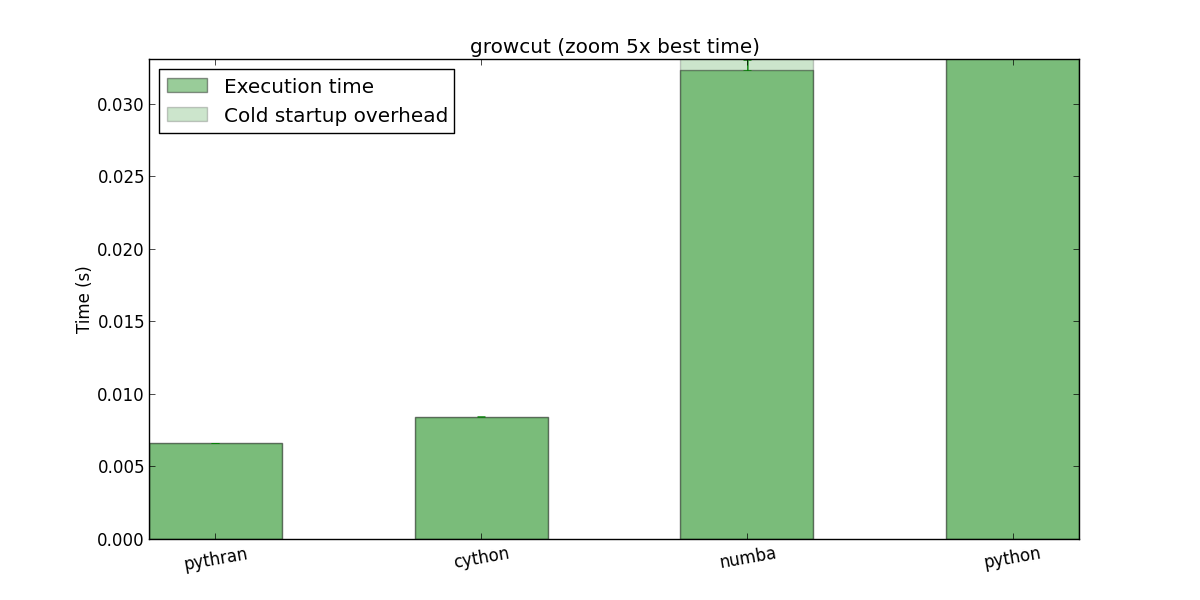 growcut (zoom 5x best time)
Execution time
Cold startup overhead
Time (s)
0.030
0.025
0.020
0.015
0.010
0.005
0.000
pythran
cython
numba
python